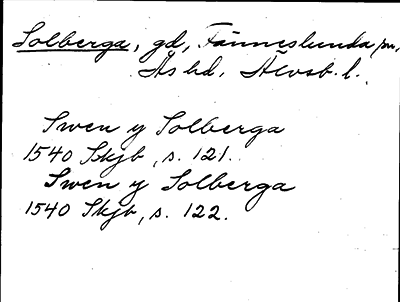 Solberga, gd, Fänneslunda sn,
Ås hd, Älvsb. l.
Swen y Solberga
1540 Skjb, s. 121.
Swen y Solberga
1540 Skjb, s. 122.